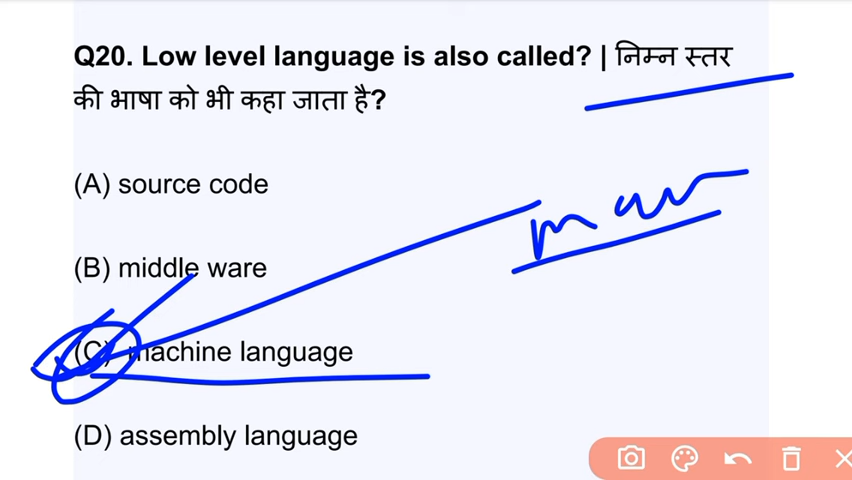 Q20. Low level language is also called? | निम्न स्तर
की भाषा को भी कहा जाता है?
(A) source code
(B) middle ware
(C) machine language
(D) assembly language